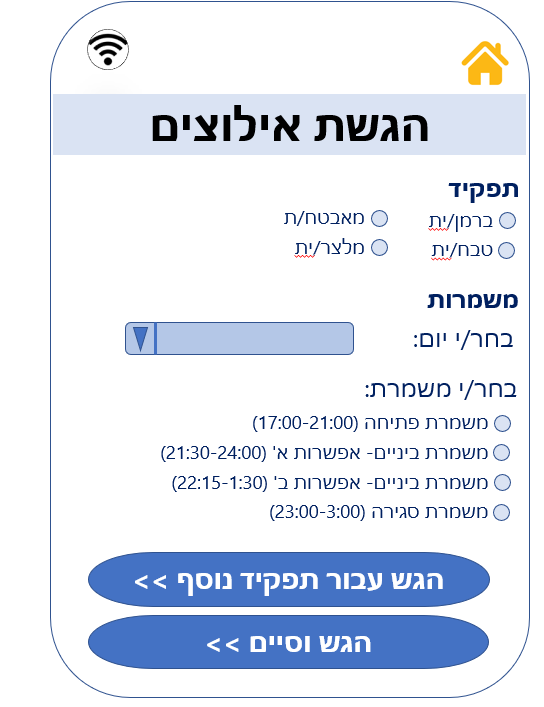 הגשת אילוצים
תפקיד
ברמן/ית מאבטח/ת
טבח/ית מלצר/ית
משמרות
בחר/י יום:
בחר/י משמרת:
משמרת פתיחה (17:00-21:00)
משמרת ביניים- אפשרות א' (21:30-24:00)
משמרת ביניים- אפשרות ב' (22:15-1:30)
משמרת סגירה (23:00-3:00)
הגש עבור תפקיד נוסף >>
הגש וסיים >>